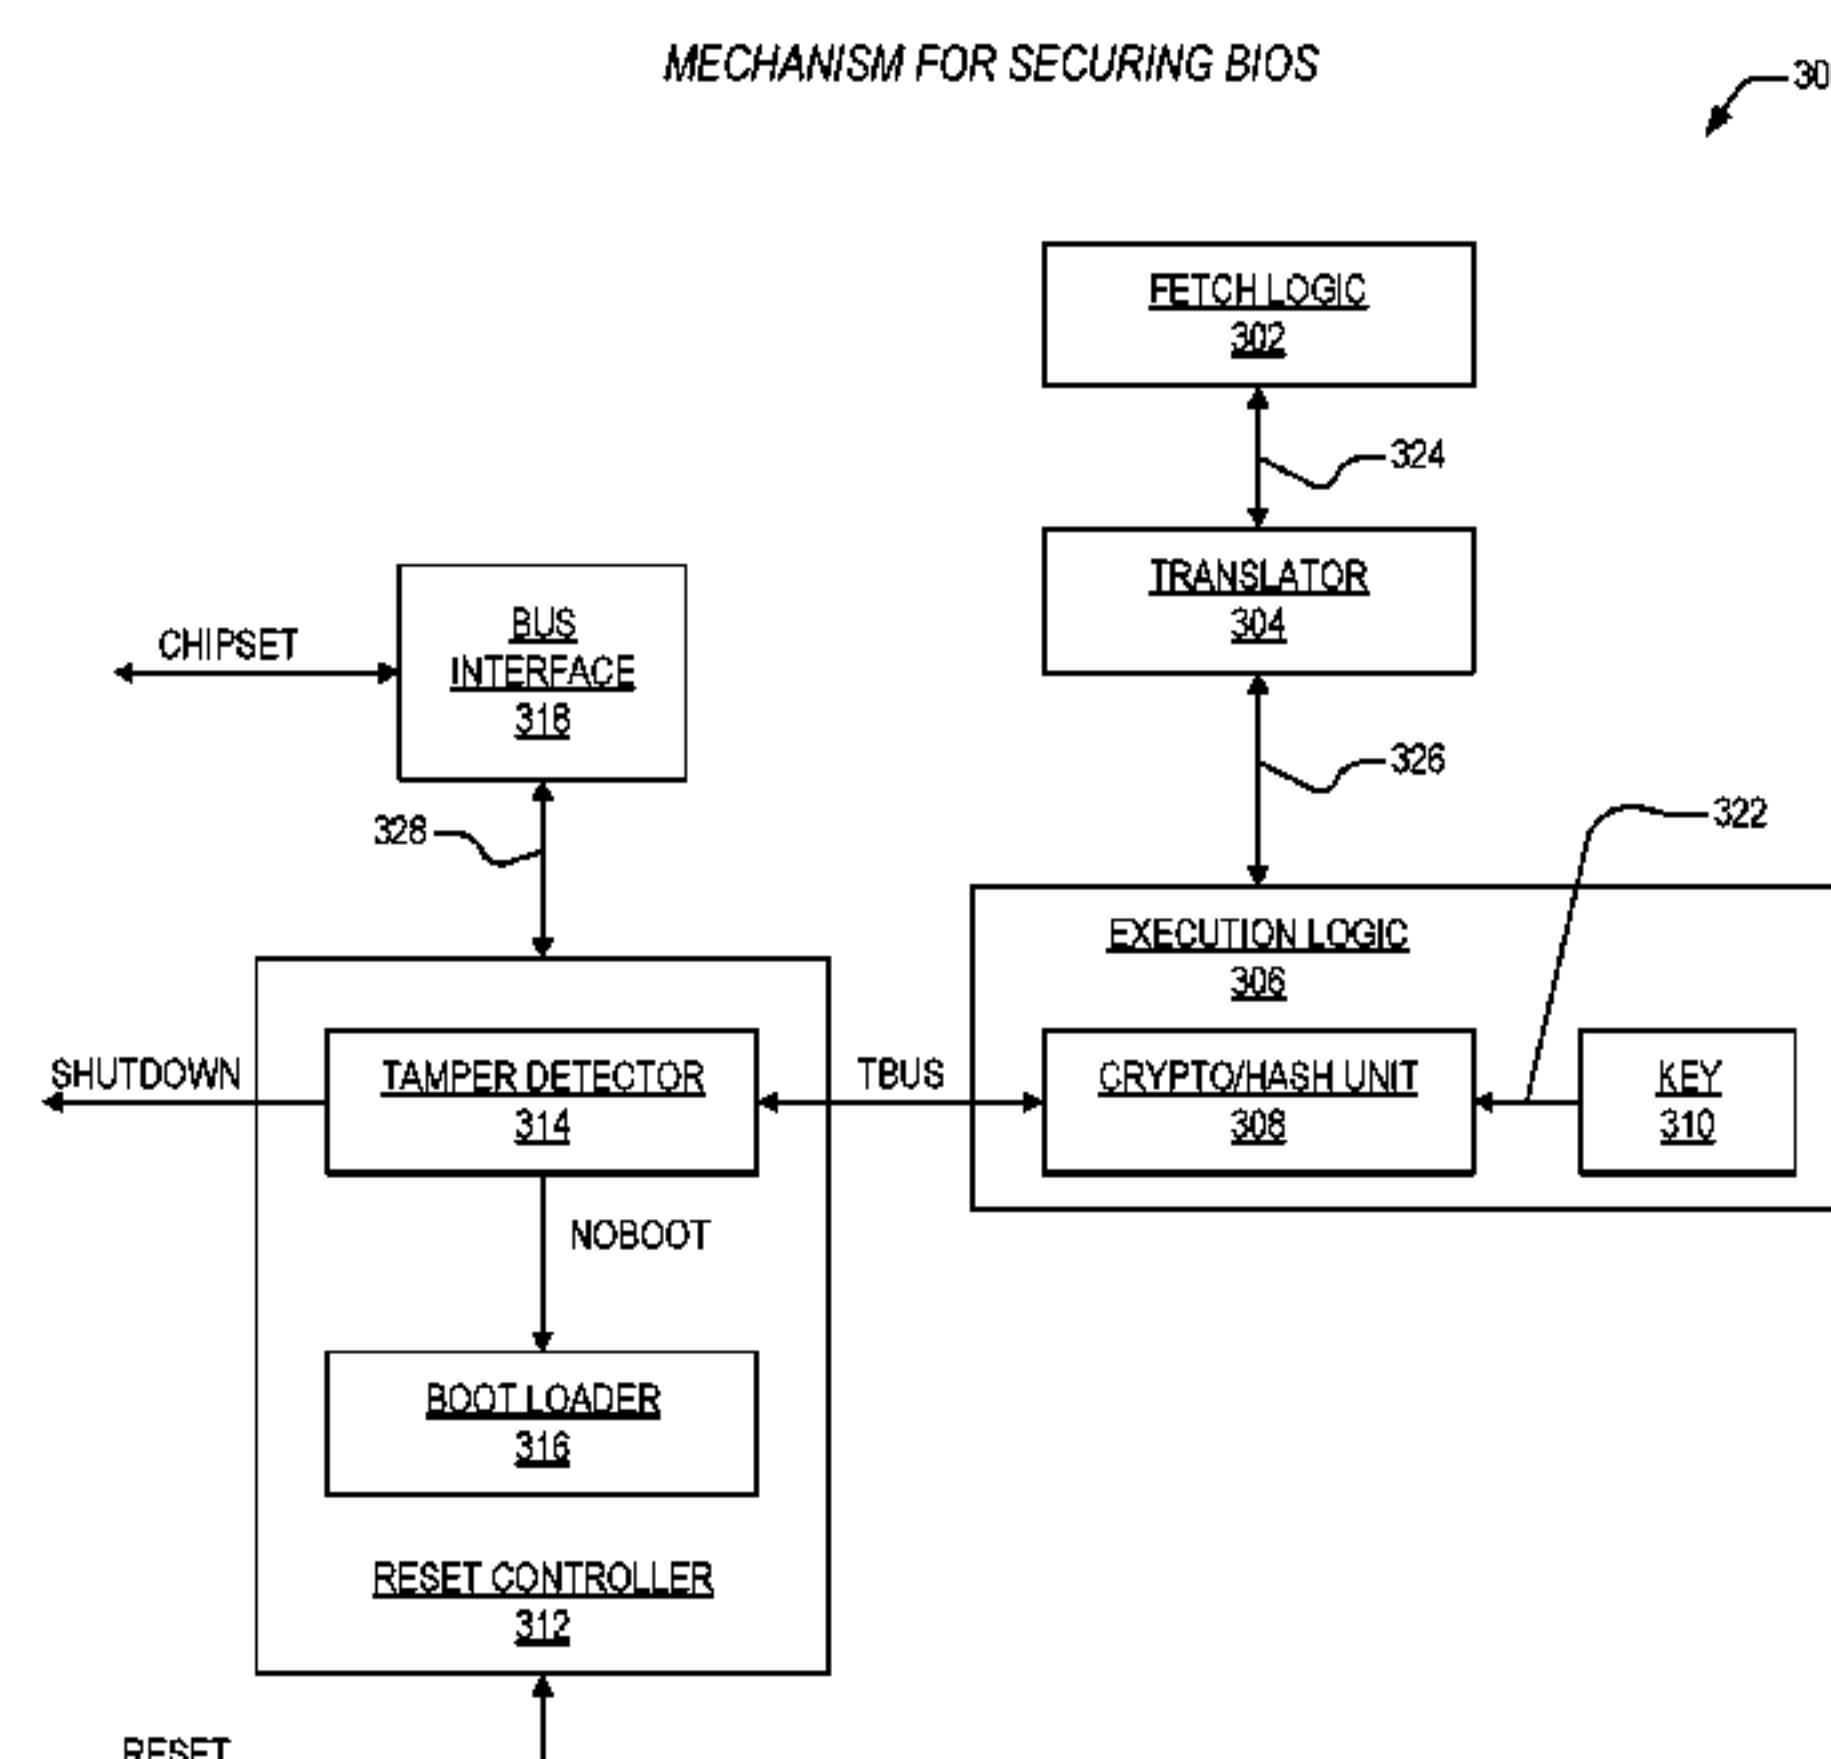 MECHANISM FOR SECURING BIOS
30
FETCH LOGIC
302
324
TRANSLATOR
304
BUS
INTERFACE
318
CHIPSET
326
322
328
EXECUTION LOGIC
306
SHUTDOWN
TAMPER DETECTOR
314
TBUS
CRYPTO/HASH UNIT
308
KEY
310
NOBOOT
BOOT LOADER
316
RESET CONTROLLER
312
RESET